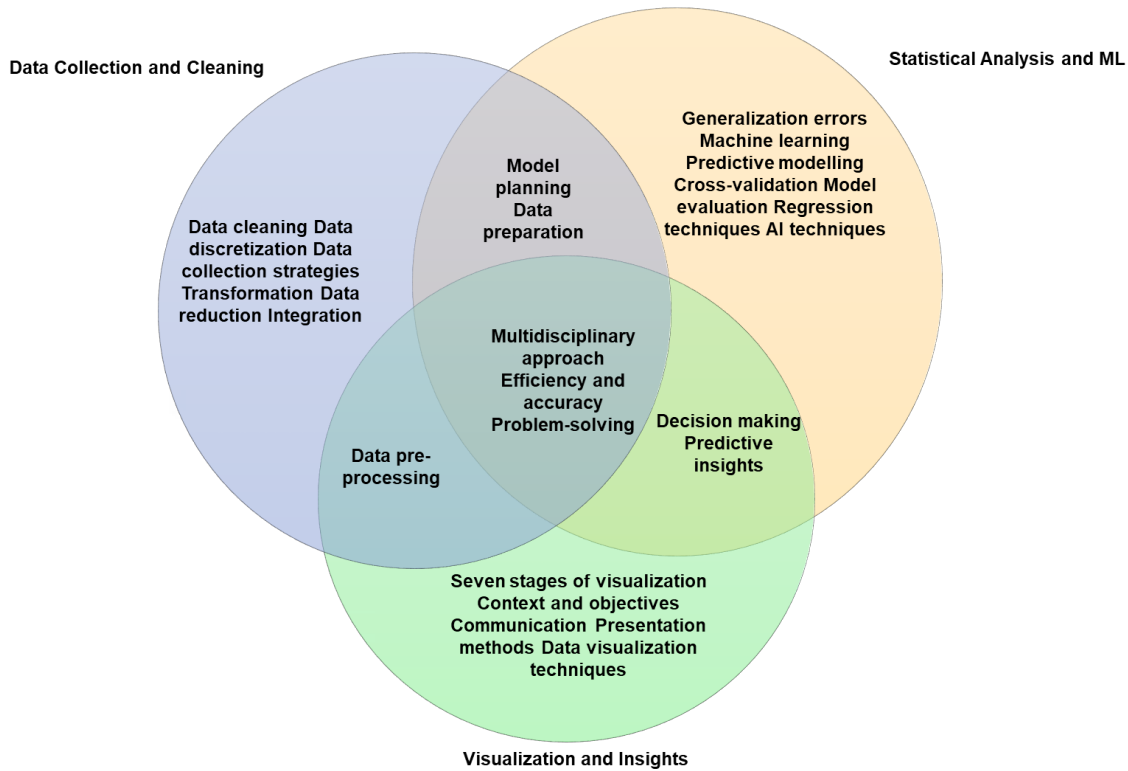 Data Collection and Cleaning
Statistical Analysis and ML
Generalization errors
Machine learning
Predictive modelling
Cross-validation Model
evaluation Regression
techniques AI techniques
Model
planning
Data
preparation
Data cleaning Data
discretization Data
collection strategies
Transformation Data
reduction Integration
Multidisciplinary
approach
Efficiency and
accuracy
Problem-solving
Decision making
Predictive
insights
Data pre-
processing
Seven stages of visualization
Context and objectives
Communication Presentation
methods Data visualization
techniques
Visualization and Insights